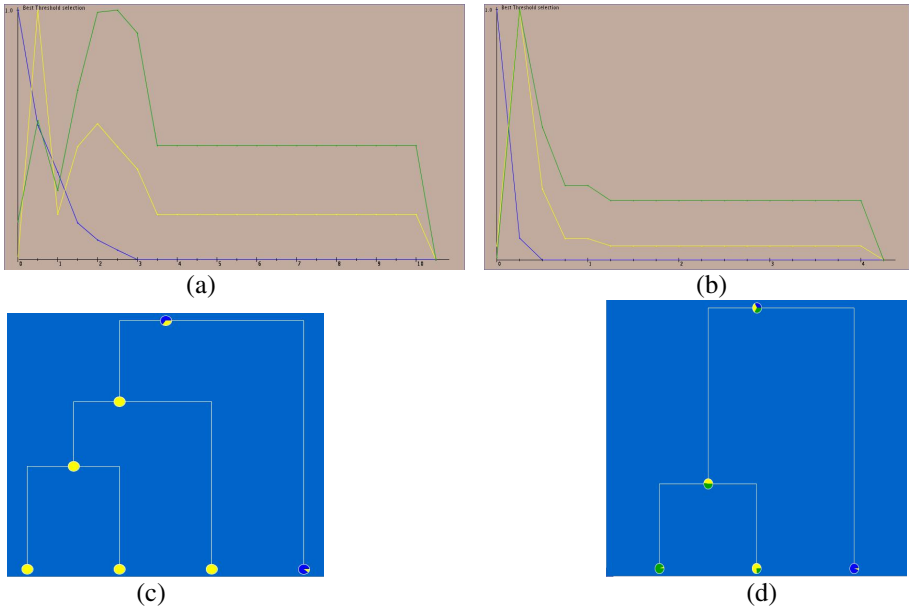 1.0 Best Threshold selection
0 1 2 3 4 5 6 7 8 9 10
(a)
1.0 Best Threshold selection
0 1 2 3 4
(b)
(c)
(d)